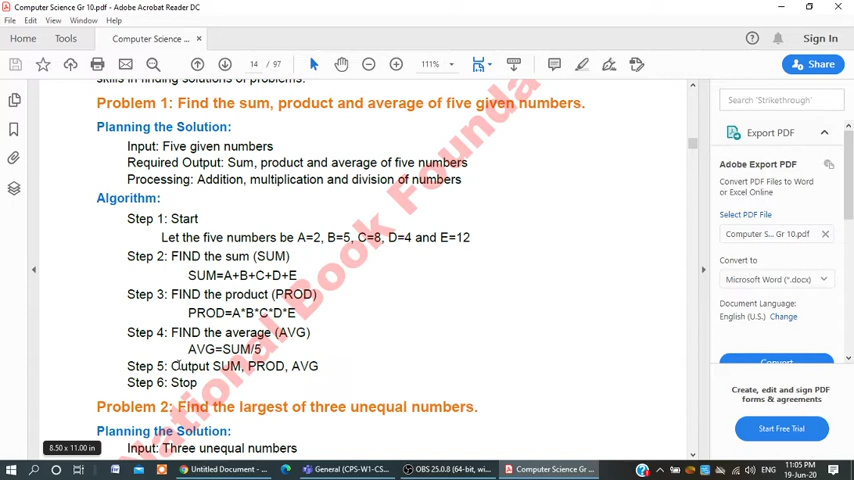 Computer Science Gr 10.pdf - Adobe Acrobat Reader DC
File Edit View Window Help
Home Tools Computer Science ... × Sign In
14 / 97 111% Share
skills in finding solutions of problems.
Problem 1: Find the sum, product and average of five given numbers.
Planning the Solution:
Input: Five given numbers
Required Output: Sum, product and average of five numbers
Processing: Addition, multiplication and division of numbers
Algorithm:
Step 1: Start
Let the five numbers be A=2, B=5, C=8, D=4 and E=12
Step 2: FIND the sum (SUM)
SUM=A+B+C+D+E
Step 3: FIND the product (PROD)
PROD=A*B*C*D*E
Step 4: FIND the average (AVG)
AVG=SUM/5
Step 5: Output SUM, PROD, AVG
Step 6: Stop
Problem 2: Find the largest of three unequal numbers.
Planning the Solution:
Input: Three unequal numbers
8.50 x 11.00 in
National Book Founda
Search 'Strikethrough'
Export PDF
Adobe Export PDF
Convert PDF Files to Word
or Excel Online
Select PDF File
Computer S... Gr 10.pdf
Convert to
Microsoft Word (*.docx)
Document Language:
English (U.S.) Change
Convert
Create, edit and sign PDF
forms & agreements
Start Free Trial
Untitled Document - ...
General (CPS-W1-CS...
OBS 25.0.8 (64-bit, wi...
Computer Science Gr...
ENG
11:05 PM
19-Jun-20